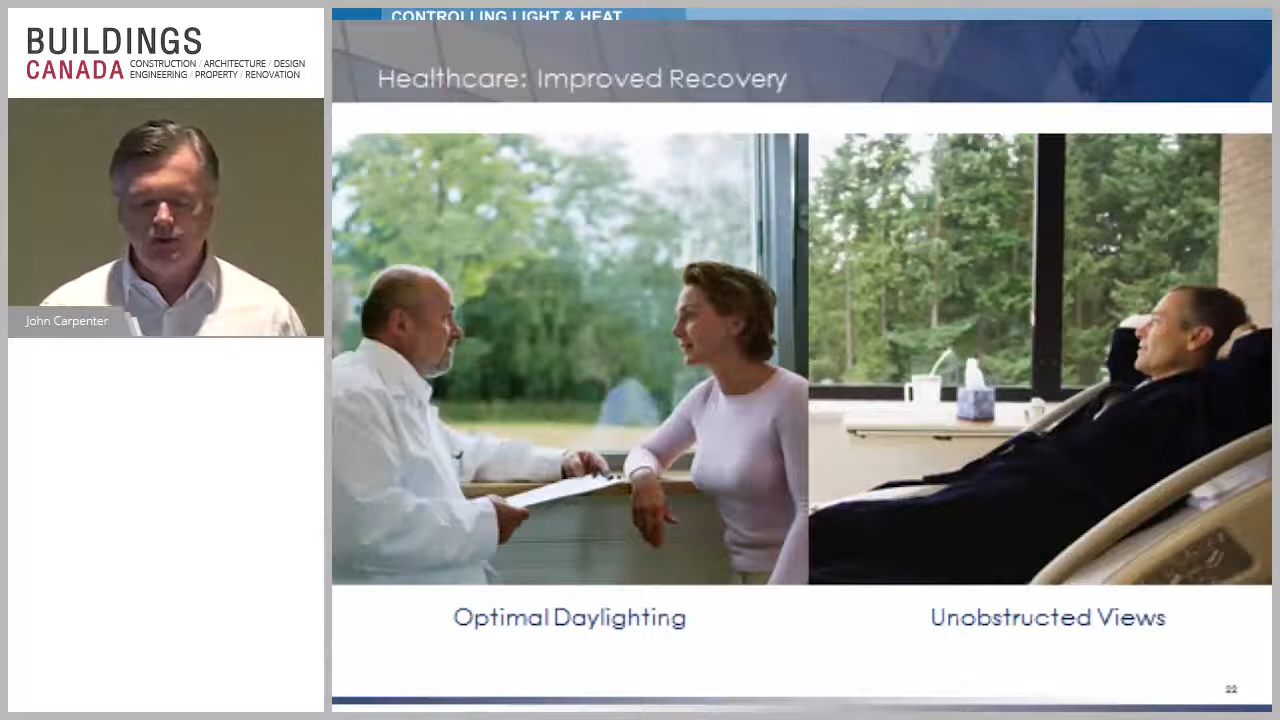 BUILDINGS
CANADA CONSTRUCTION / ARCHITECTURE / DESIGN
ENGINEERING / PROPERTY / RENOVATION
John Carpenter
CONTROLLING LIGHT & HEAT
Healthcare: Improved Recovery
Optimal Daylighting
Unobstructed Views
22